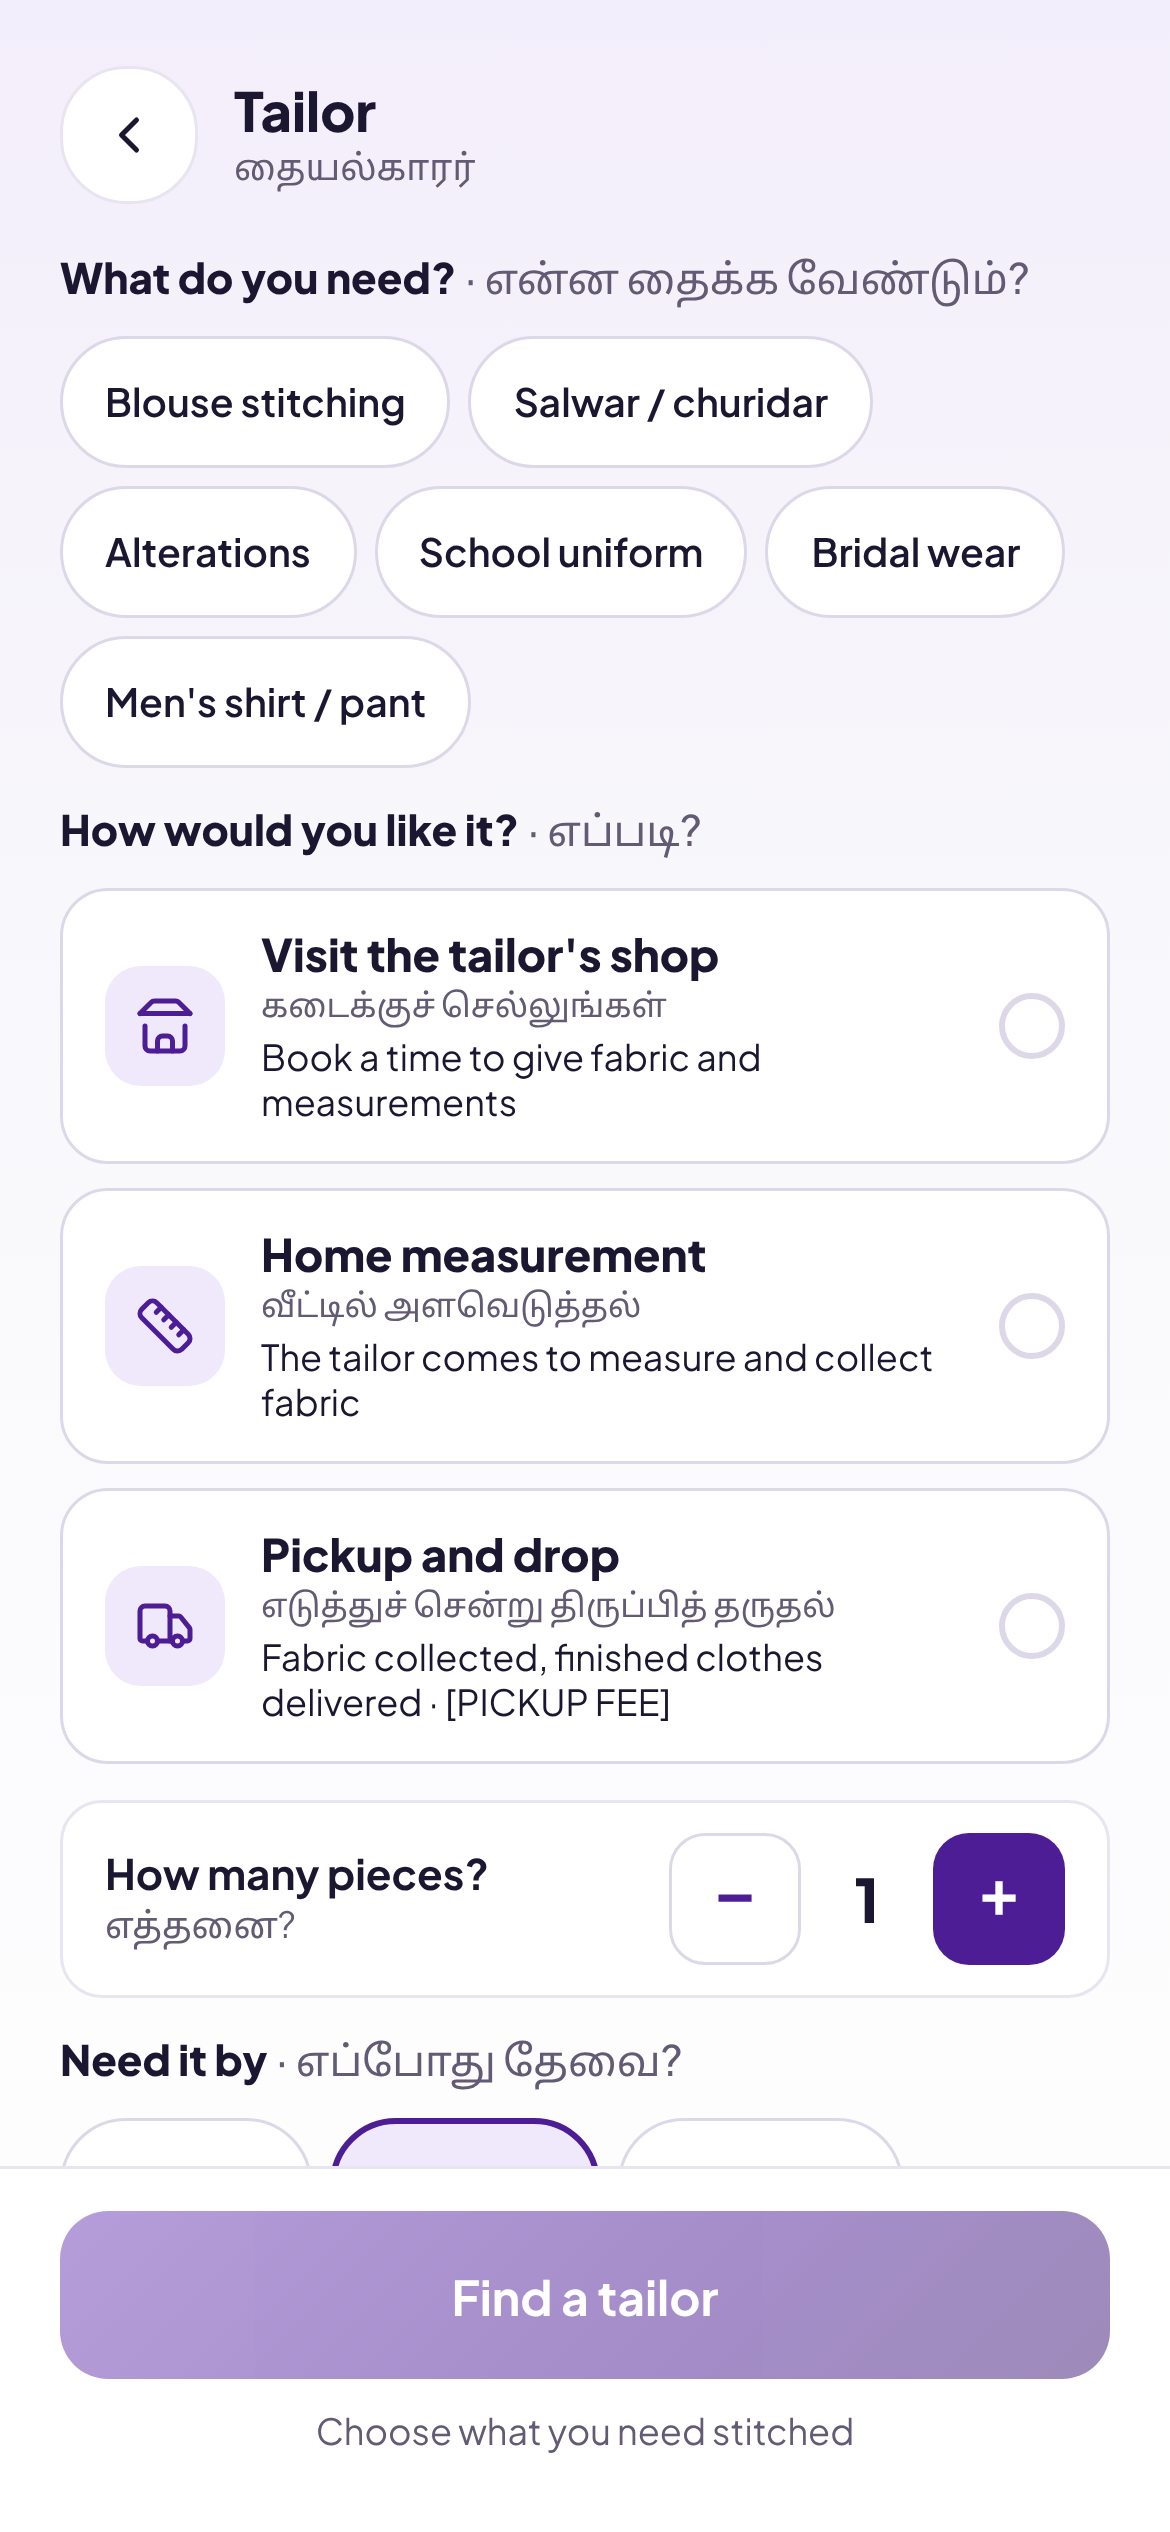 Tailor
தையல்காரர்
What do you need? · என்ன தைக்க வேண்டும்?
Blouse stitching
Salwar / churidar
Alterations
School uniform
Bridal wear
Men's shirt / pant
How would you like it? · எப்படி?
Visit the tailor's shop
கடைக்குச் செல்லுங்கள்
Book a time to give fabric and
measurements
Home measurement
வீட்டில் அளவெடுத்தல்
The tailor comes to measure and collect
fabric
Pickup and drop
எடுத்துச் சென்று திருப்பித் தருதல்
Fabric collected, finished clothes
delivered · [PICKUP FEE]
How many pieces?
எத்தனை?
− 1 +
Need it by · எப்போது தேவை?
Find a tailor
Choose what you need stitched